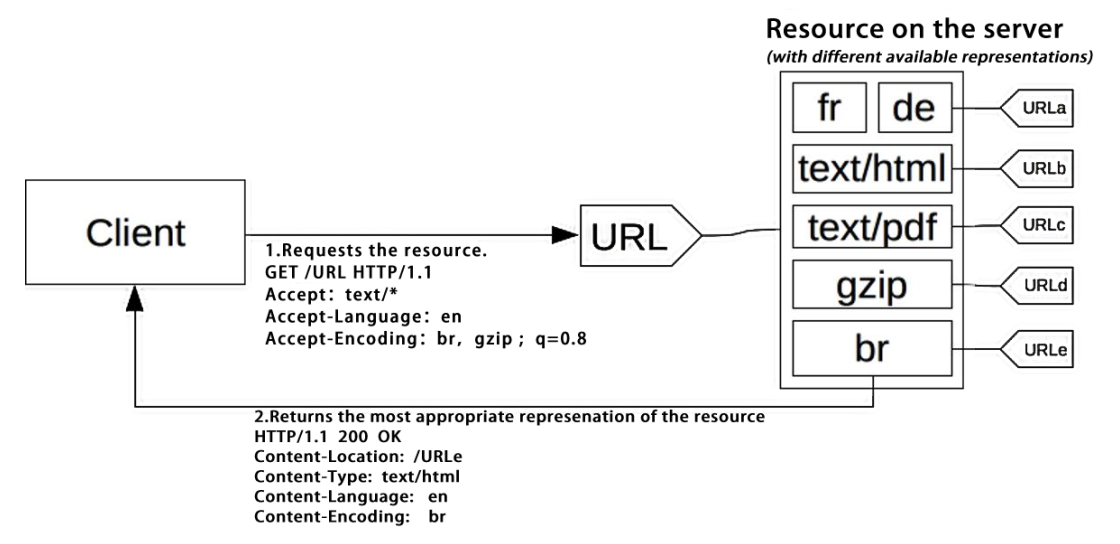 Resource on the server
(with different available representations)
fr
de
URLa
text/html
URLb
Client
URL
text/pdf
URLc
1.Requests the resource.
GET /URL HTTP/1.1
Accept: text/*
Accept-Language: en
Accept-Encoding: br, gzip ; q=0.8
gzip
URLd
br
URLe
2.Returns the most appropriate represenation of the resource
HTTP/1.1 200 OK
Content-Location: /URLe
Content-Type: text/html
Content-Language: en
Content-Encoding: br